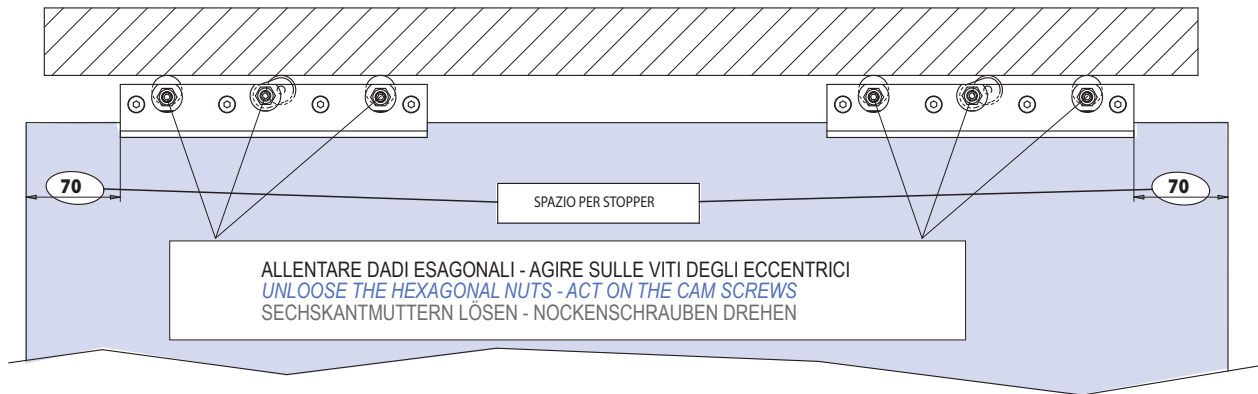 70
SPAZIO PER STOPPER
70
ALLENTARE DADI ESAGONALI - AGIRE SULLE VITI DEGLI ECCENTRICI
UNLOOSE THE HEXAGONAL NUTS - ACT ON THE CAM SCREWS
SECHSKANTMUTTERN LÖSEN - NOCKENSCHRAUBEN DREHEN